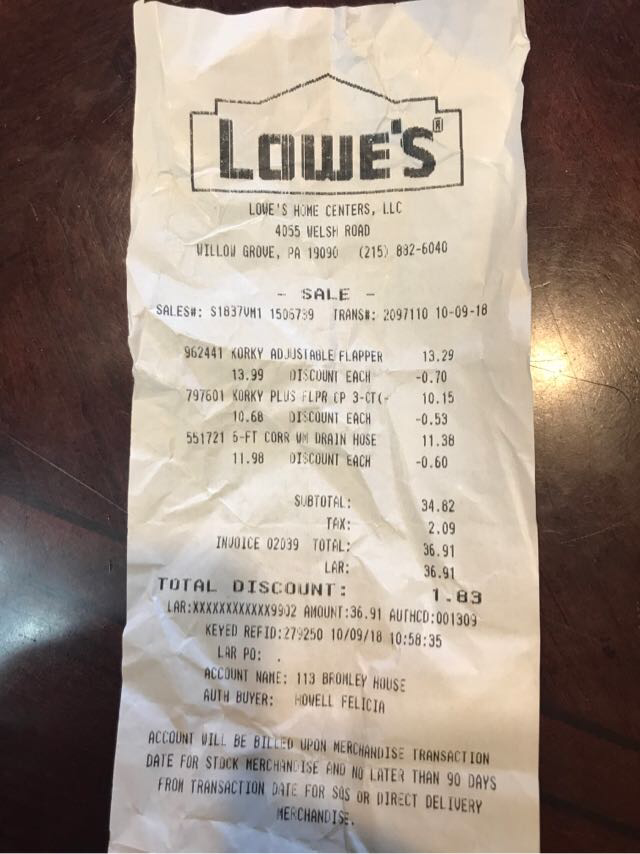 LOWE'S®
LOWE'S HOME CENTERS, LLC
4055 WELSH ROAD
WILLOW GROVE, PA 19090 (215) 882-6040
- SALE -
SALES#: S1837VM1 1506739 TRANS#: 2097110 10-09-18
962441 KORKY ADJUSTABLE FLAPPER 13.29
13.99 DISCOUNT EACH -0.70
797601 KORKY PLUS FLPR CP 3-CT(- 10.15
10.68 DISCOUNT EACH -0.53
551721 6-FT CORR WM DRAIN HOSE 11.38
11.98 DISCOUNT EACH -0.60
SUBTOTAL: 34.82
TAX: 2.09
INVOICE 02039 TOTAL: 36.91
LAR: 36.91
TOTAL DISCOUNT: 1.83
LAR:XXXXXXXXXXXX9902 AMOUNT:36.91 AUTHCD:001309
KEYED REFID:279250 10/09/18 10:58:35
LAR PO: .
ACCOUNT NAME: 113 BROMLEY HOUSE
AUTH BUYER: HOWELL FELICIA
ACCOUNT WILL BE BILLED UPON MERCHANDISE TRANSACTION
DATE FOR STOCK MERCHANDISE AND NO LATER THAN 90 DAYS
FROM TRANSACTION DATE FOR SOS OR DIRECT DELIVERY
MERCHANDISE.